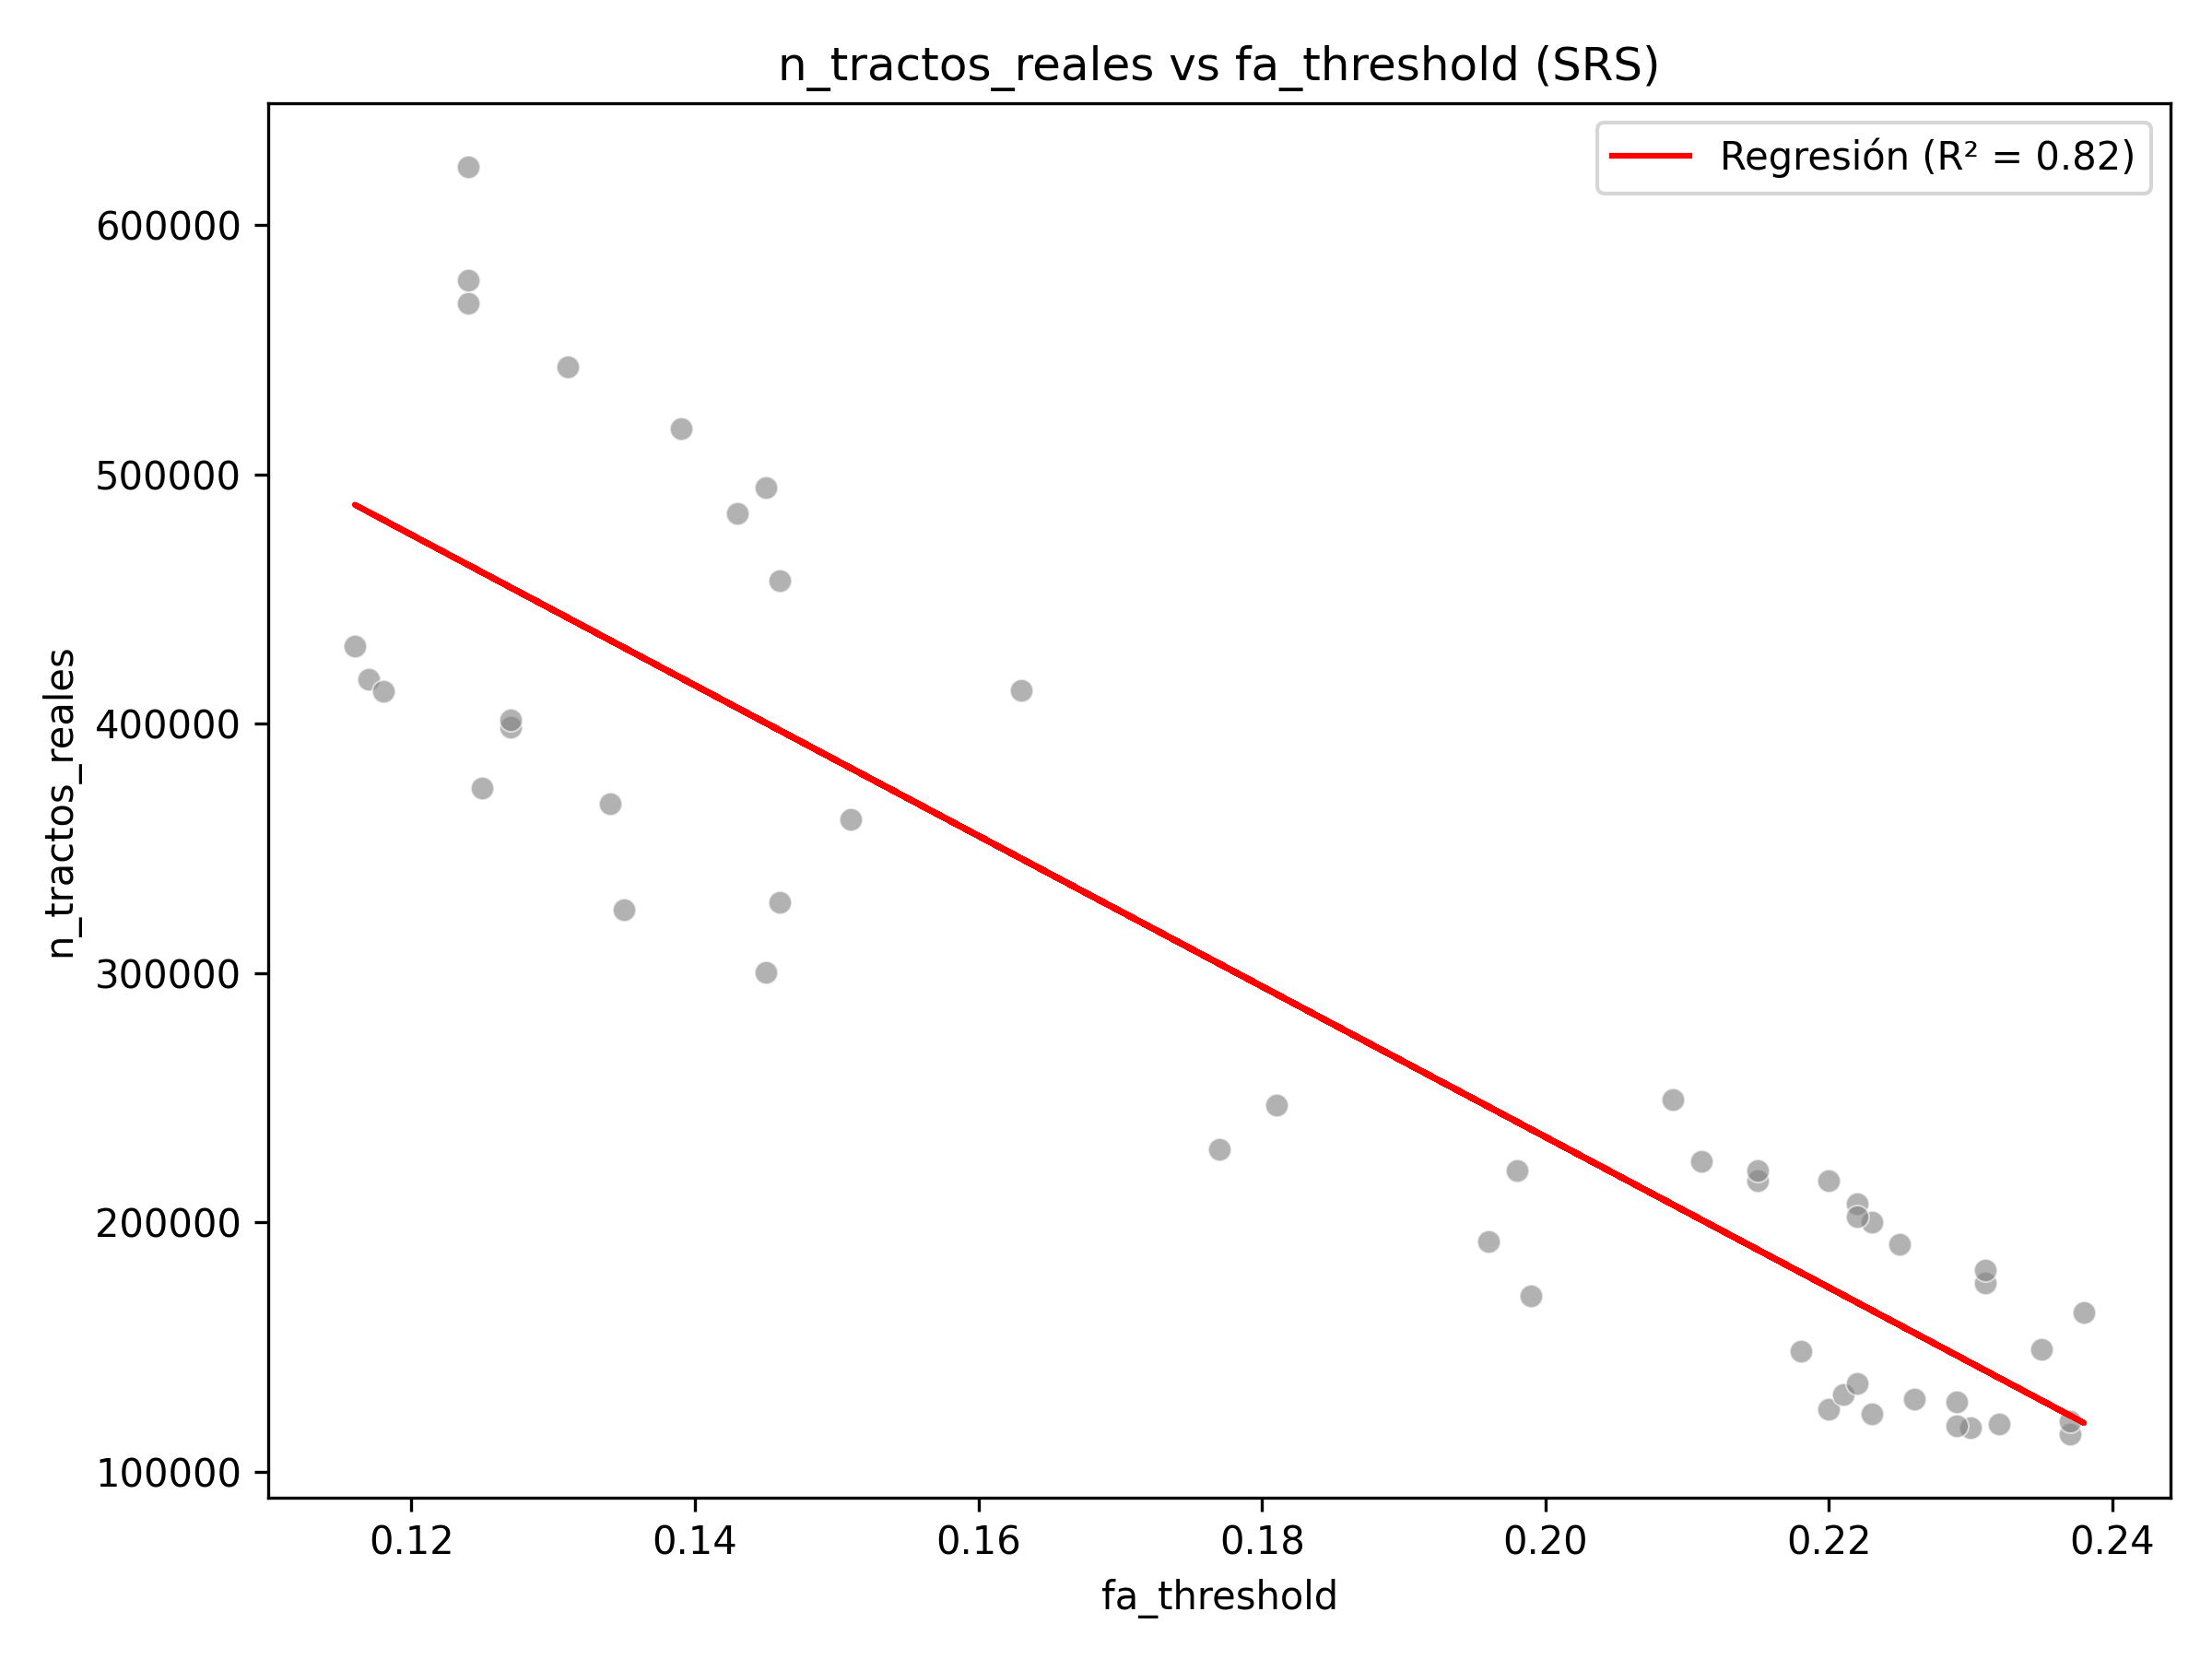 n_tractos_reales vs fa_threshold (SRS)
Regresión (R² = 0.82)
n_tractos_reales
600000
500000
400000
300000
200000
100000
0.12 0.14 0.16 0.18 0.20 0.22 0.24
fa_threshold